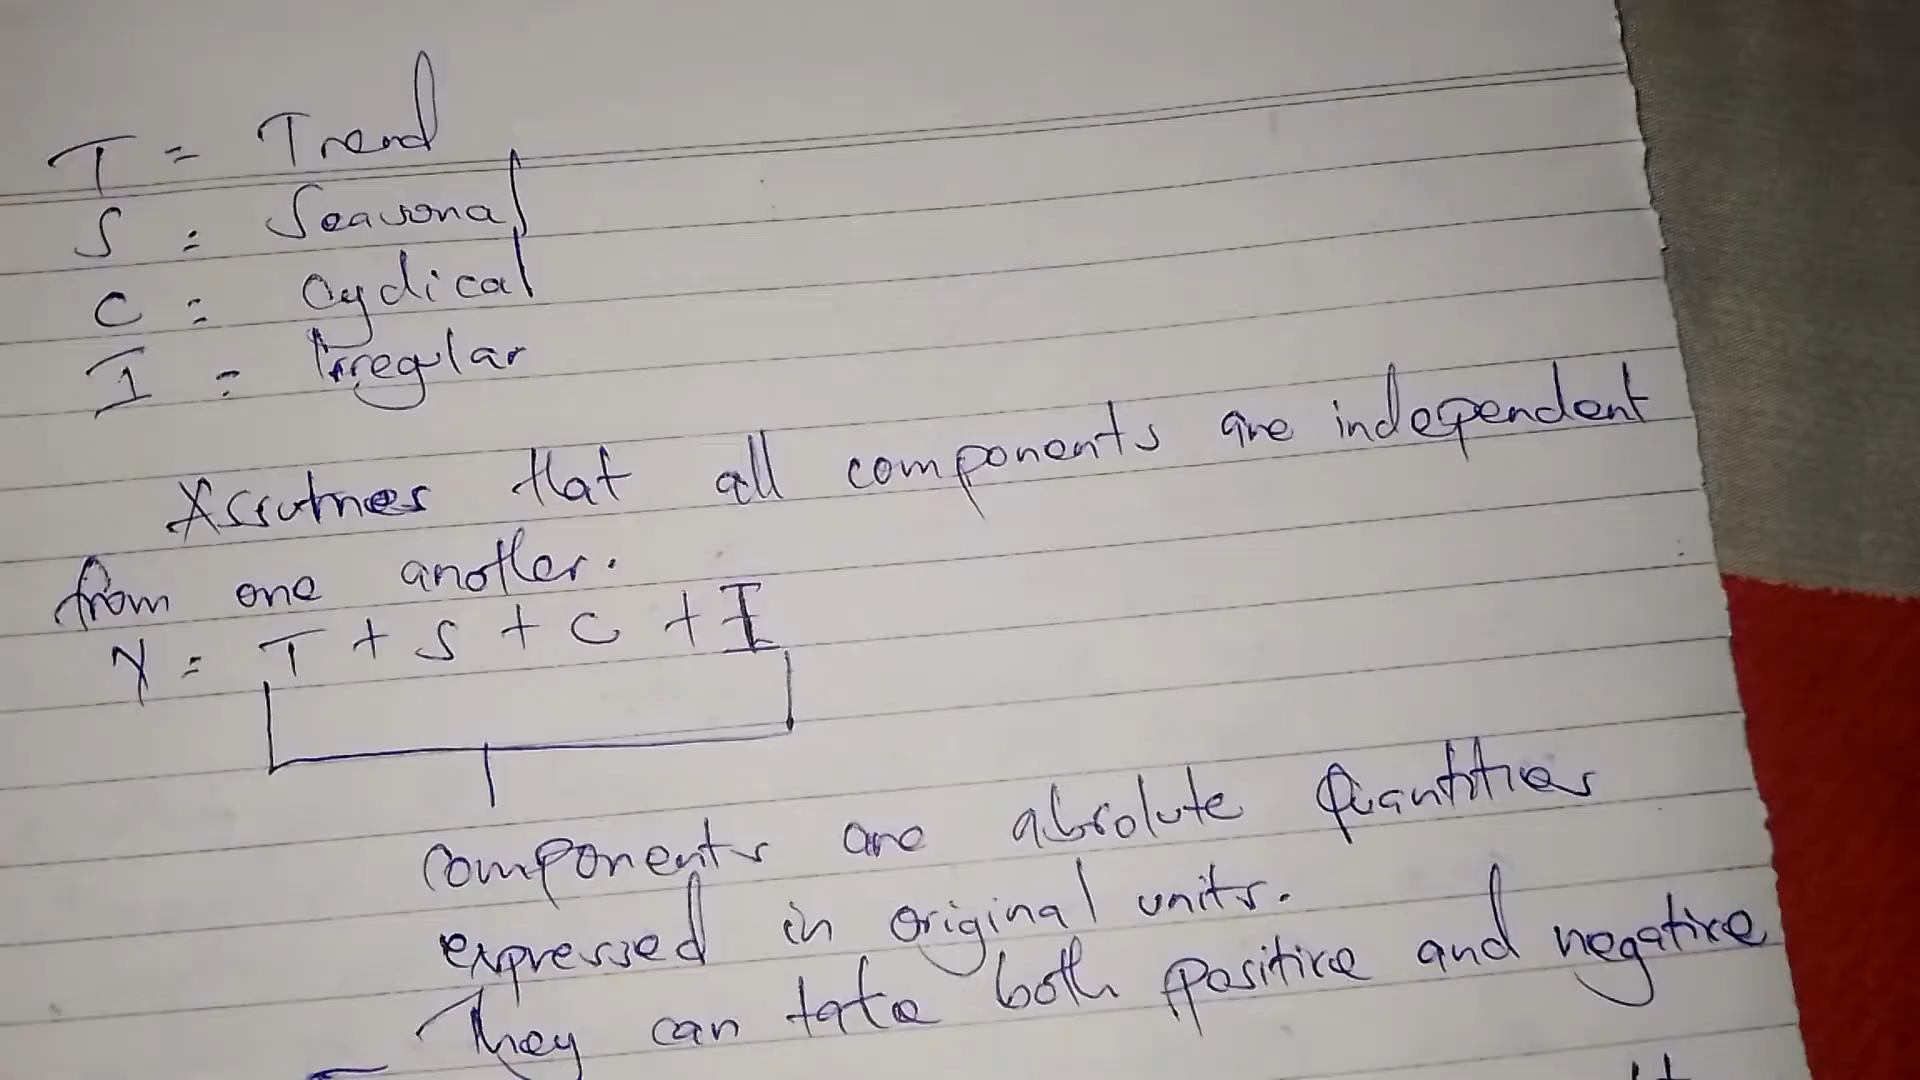 T = Trend
S = Seasonal
C = Cyclical
I = Irregular
Assumes that all components are independent
from one another.
Y = T + S + C + I
Components are absolute Quantities
expressed in original units.
They can take both positive and negative